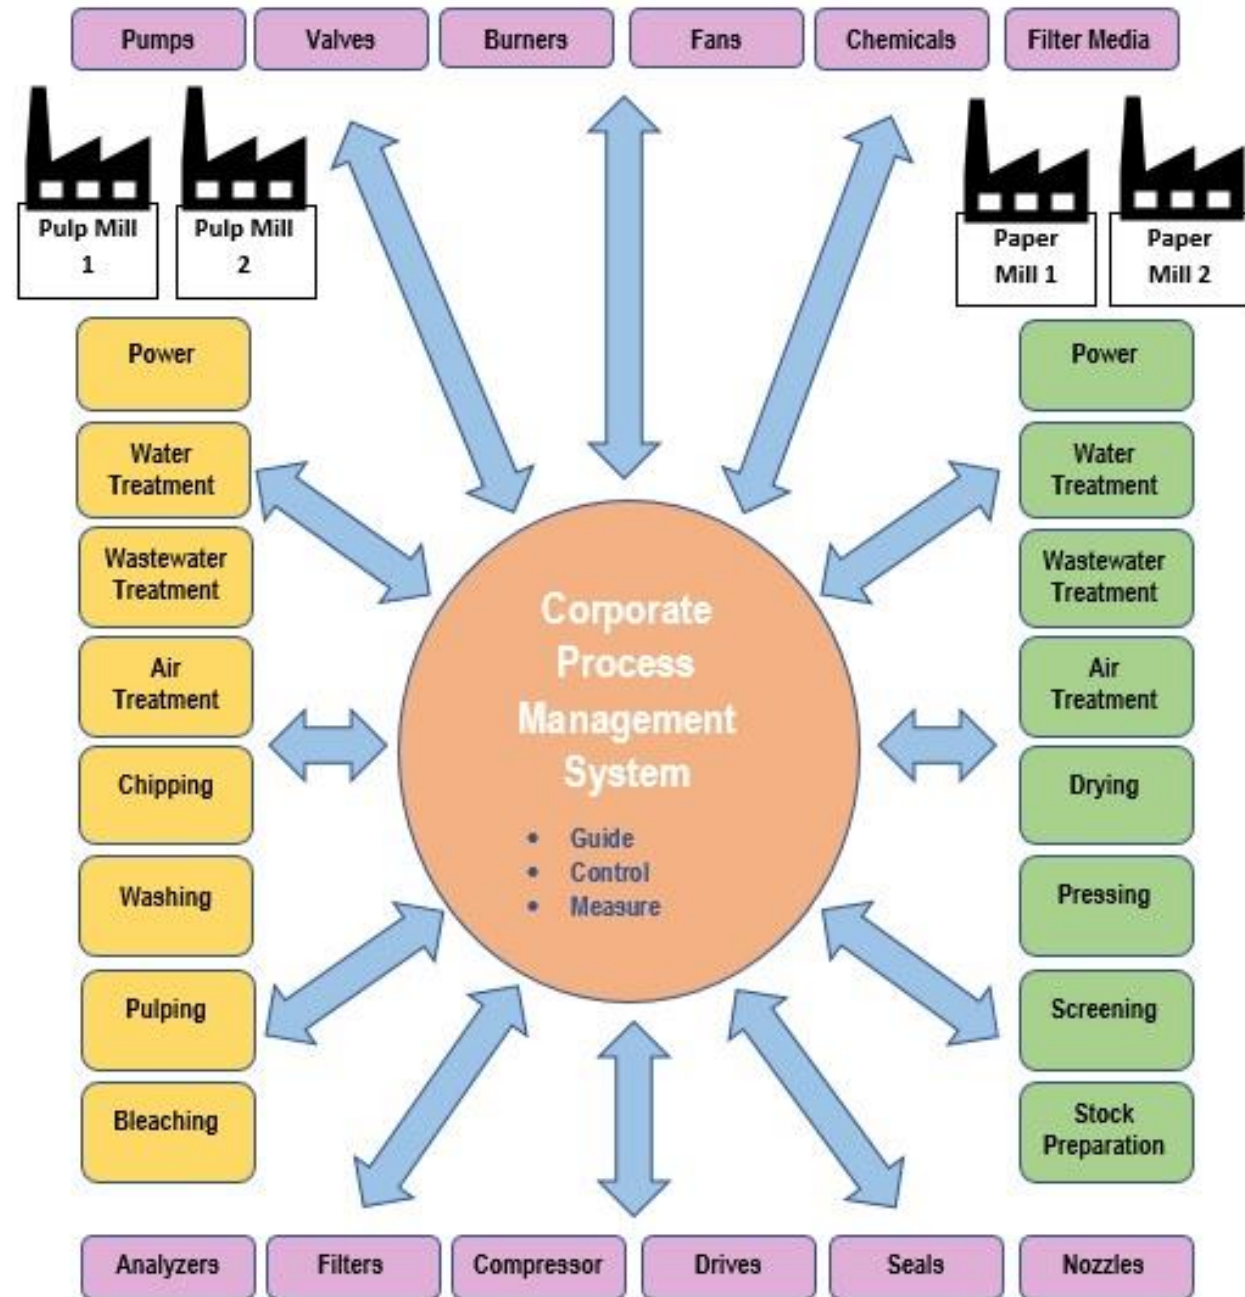 Pumps
Valves
Burners
Fans
Chemicals
Filter Media
Pulp Mill
1
Pulp Mill
2
Paper
Mill 1
Paper
Mill 2
Power
Water
Treatment
Wastewater
Treatment
Air
Treatment
Chipping
Washing
Pulping
Bleaching
Corporate
Process
Management
System
• Guide
• Control
• Measure
Power
Water
Treatment
Wastewater
Treatment
Air
Treatment
Drying
Pressing
Screening
Stock
Preparation
Analyzers
Filters
Compressor
Drives
Seals
Nozzles